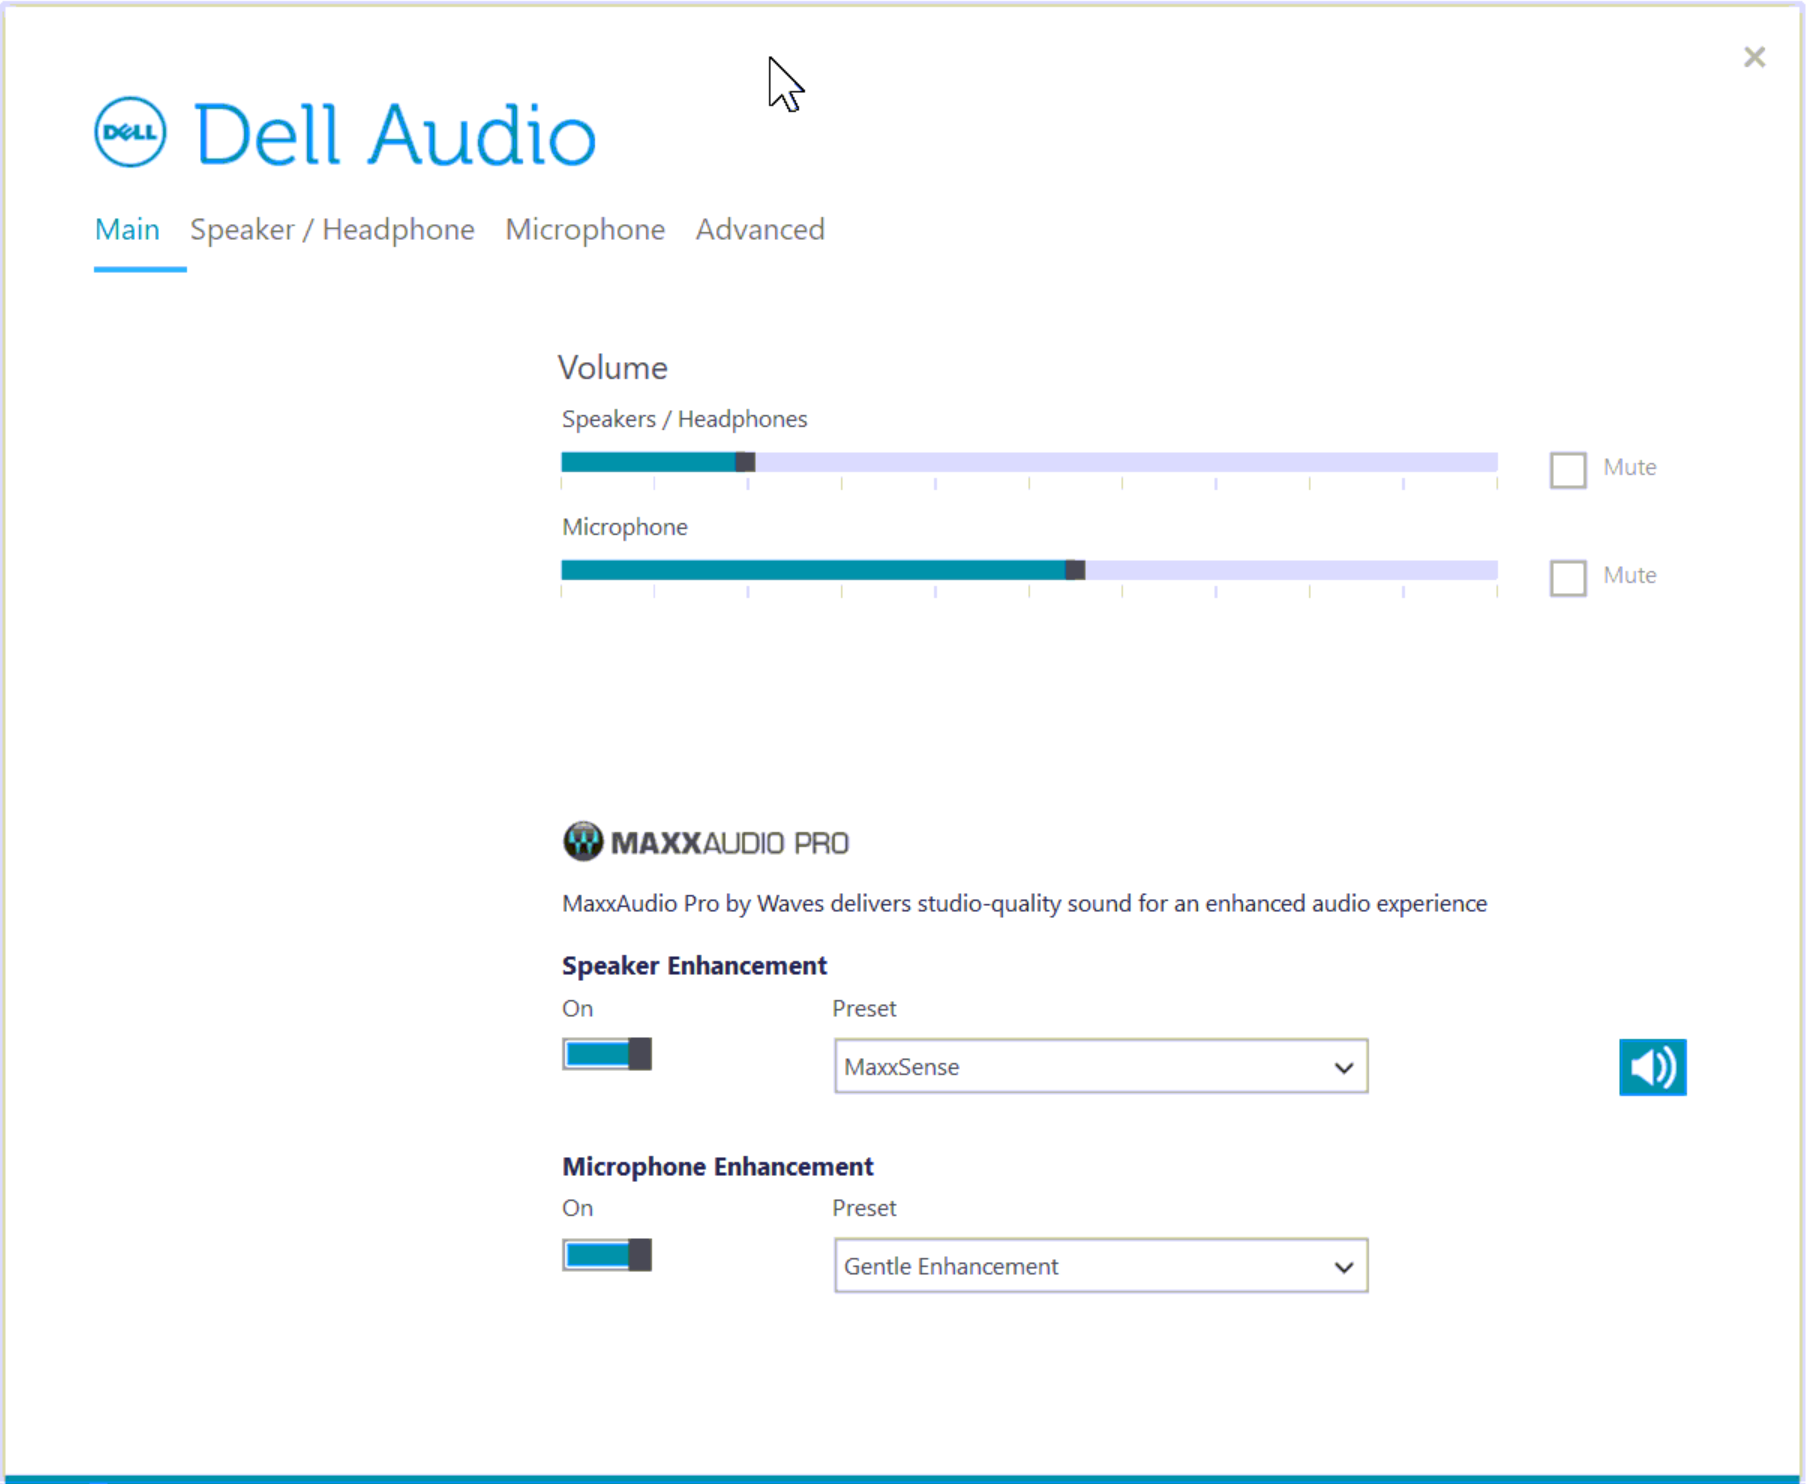 DELL Dell Audio
Main Speaker / Headphone Microphone Advanced
Volume
Speakers / Headphones
Mute
Microphone
Mute
MAXXAUDIO PRO
MaxxAudio Pro by Waves delivers studio-quality sound for an enhanced audio experience
Speaker Enhancement
On Preset
MaxxSense
Microphone Enhancement
On Preset
Gentle Enhancement